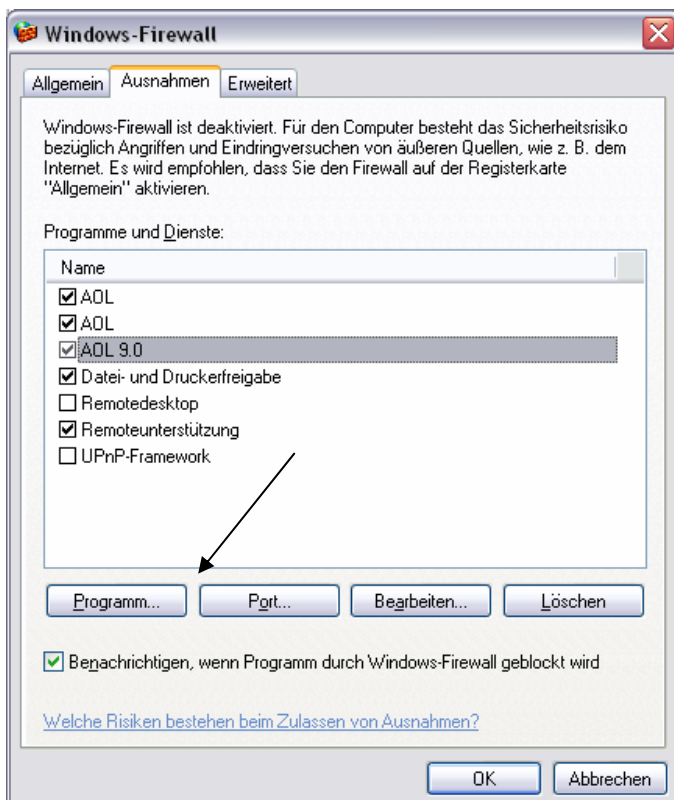 Windows-Firewall
Allgemein Ausnahmen Erweitert
Windows-Firewall ist deaktiviert. Für den Computer besteht das Sicherheitsrisiko
bezüglich Angriffen und Eindringversuchen von äußeren Quellen, wie z. B. dem
Internet. Es wird empfohlen, dass Sie den Firewall auf der Registerkarte
"Allgemein" aktivieren.
Programme und Dienste:
Name
AOL
AOL
AOL 9.0
Datei- und Druckerfreigabe
Remotedesktop
Remoteunterstützung
UPnP-Framework
Programm... Port... Bearbeiten... Löschen
Benachrichtigen, wenn Programm durch Windows-Firewall geblockt wird
Welche Risiken bestehen beim Zulassen von Ausnahmen?
OK Abbrechen